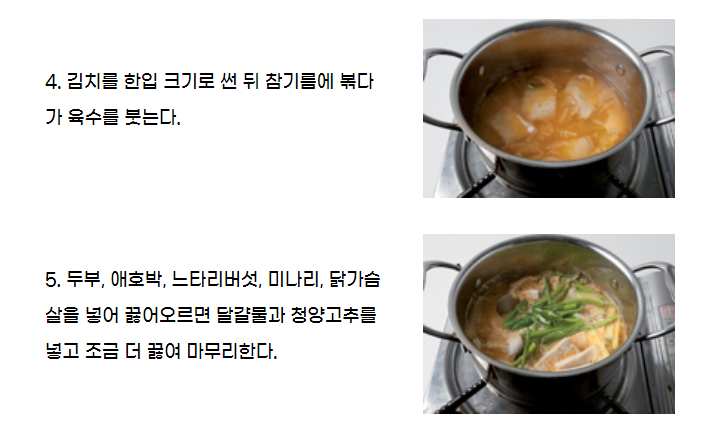 4. 김치를 한입 크기로 썬 뒤 참기름에 볶다
가 육수를 붓는다.
5. 두부, 애호박, 느타리버섯, 미나리, 닭가슴
살을 넣어 끓어오르면 달걀물과 청양고추를
넣고 조금 더 끓여 마무리한다.